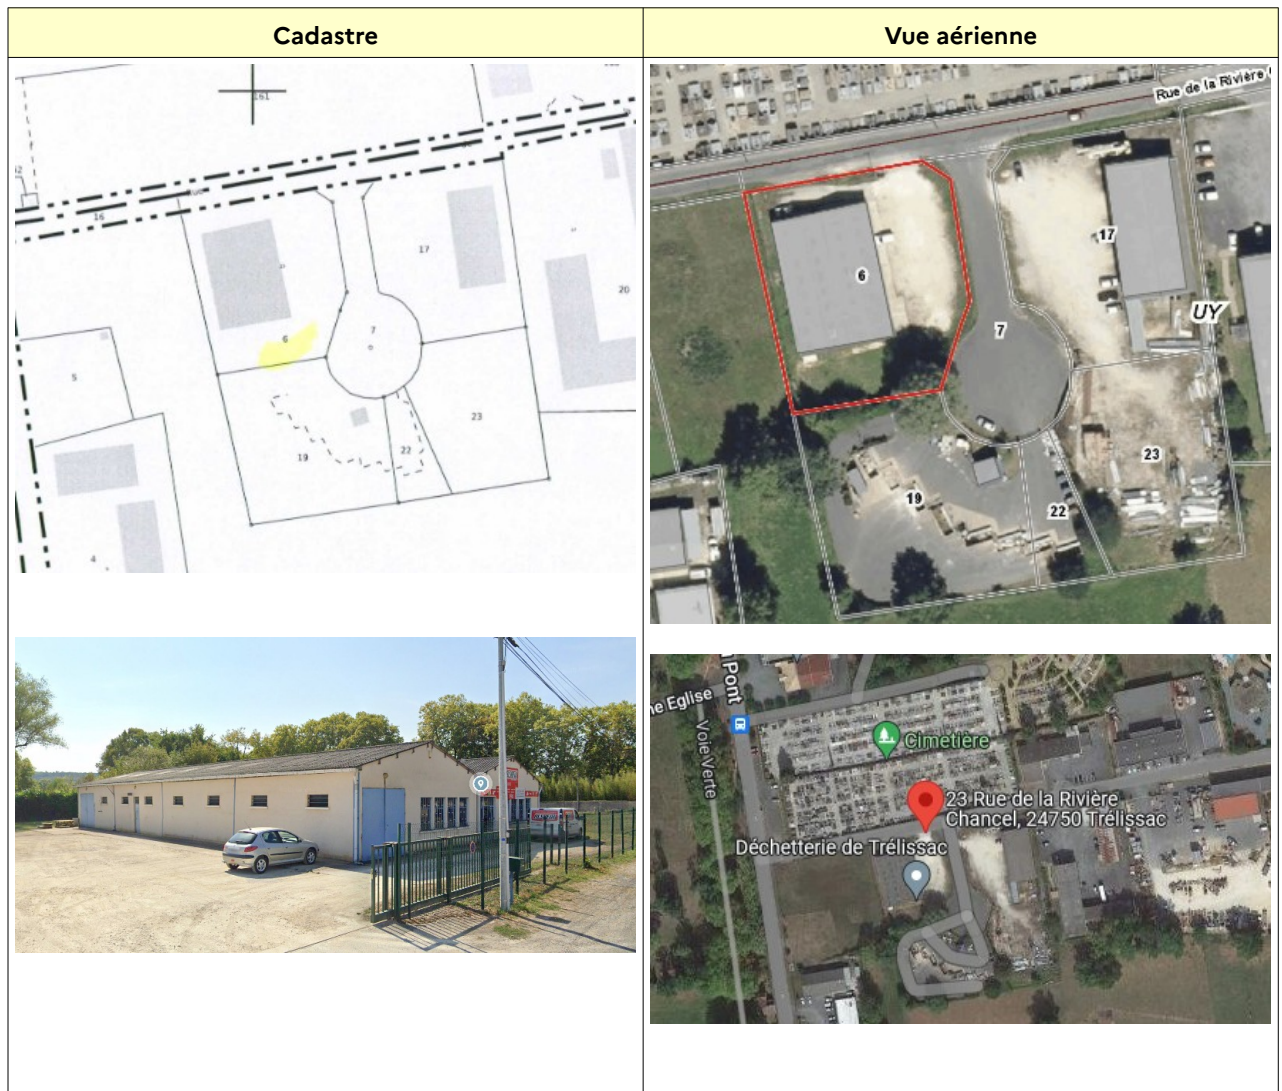 Cadastre
Vue aérienne
161
16
17
20
6
7
5
23
19
22
4
Rue de la Rivière
17
6
UY
7
23
19
22
Pont
ne Eglise
Voie Verte
Cimetière
23 Rue de la Rivière
Chancel, 24750 Trélissac
Déchetterie de Trélissac